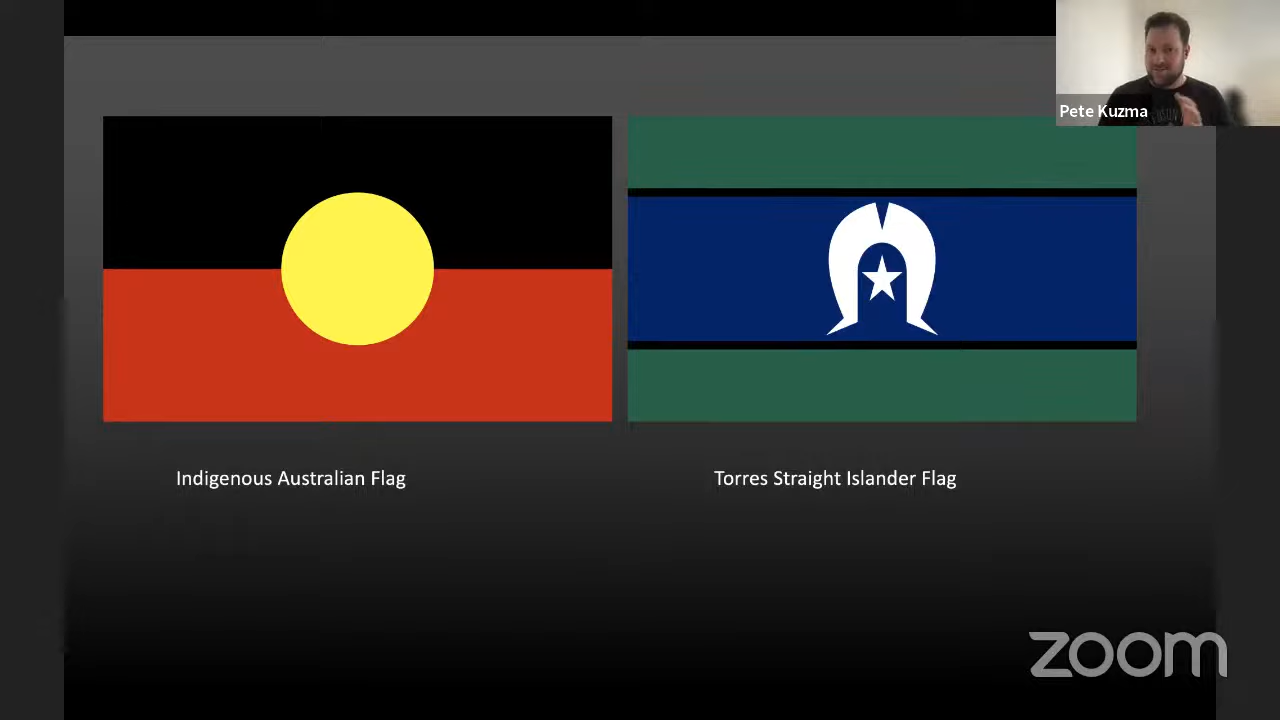 Pete Kuzma
Indigenous Australian Flag
Torres Straight Islander Flag
zoom